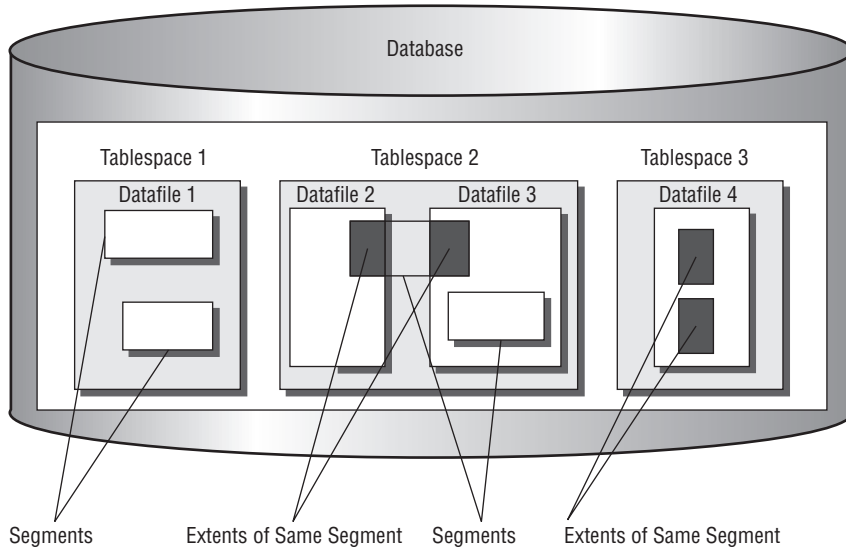 Database
Tablespace 1
Tablespace 2
Tablespace 3
Datafile 1
Datafile 2
Datafile 3
Datafile 4
Segments
Extents of Same Segment
Segments
Extents of Same Segment